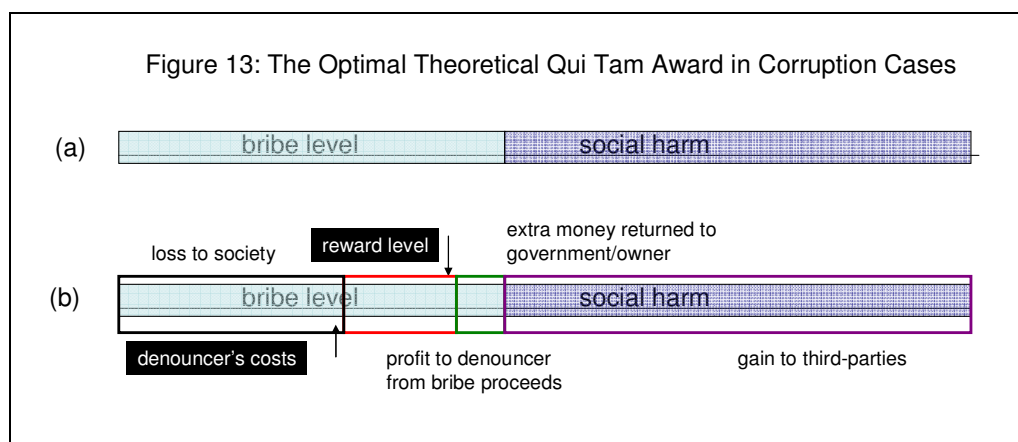 Figure 13: The Optimal Theoretical Qui Tam Award in Corruption Cases
(a)
bribe level
social harm
loss to society
reward level
extra money returned to
government/owner
(b)
bribe level
social harm
denouncer's costs
profit to denouncer
from bribe proceeds
gain to third-parties